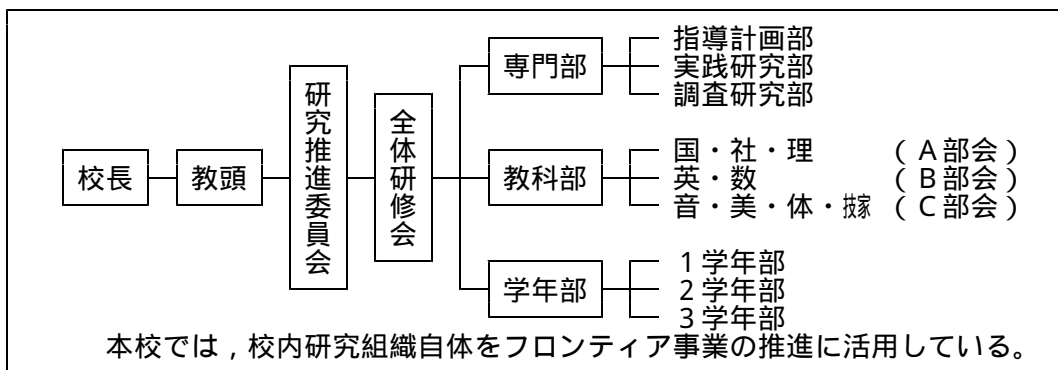 校長
教頭
研究推進委員会
全体研修会
専門部
指導計画部
実践研究部
調査研究部
教科部
国・社・理 （A部会）
英・数 （B部会）
音・美・体・技家 （C部会）
学年部
1学年部
2学年部
3学年部
本校では，校内研究組織自体をフロンティア事業の推進に活用している。